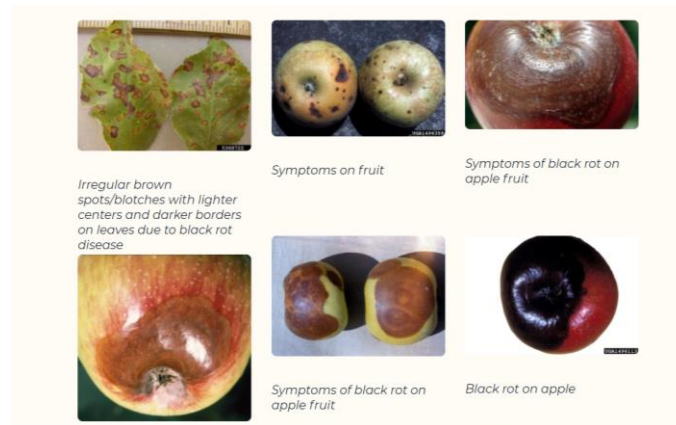 Irregular brown
spots/blotches with lighter
centers and darker borders
on leaves due to black rot
disease
Symptoms on fruit
Symptoms of black rot on
apple fruit
Symptoms of black rot on
apple fruit
Black rot on apple